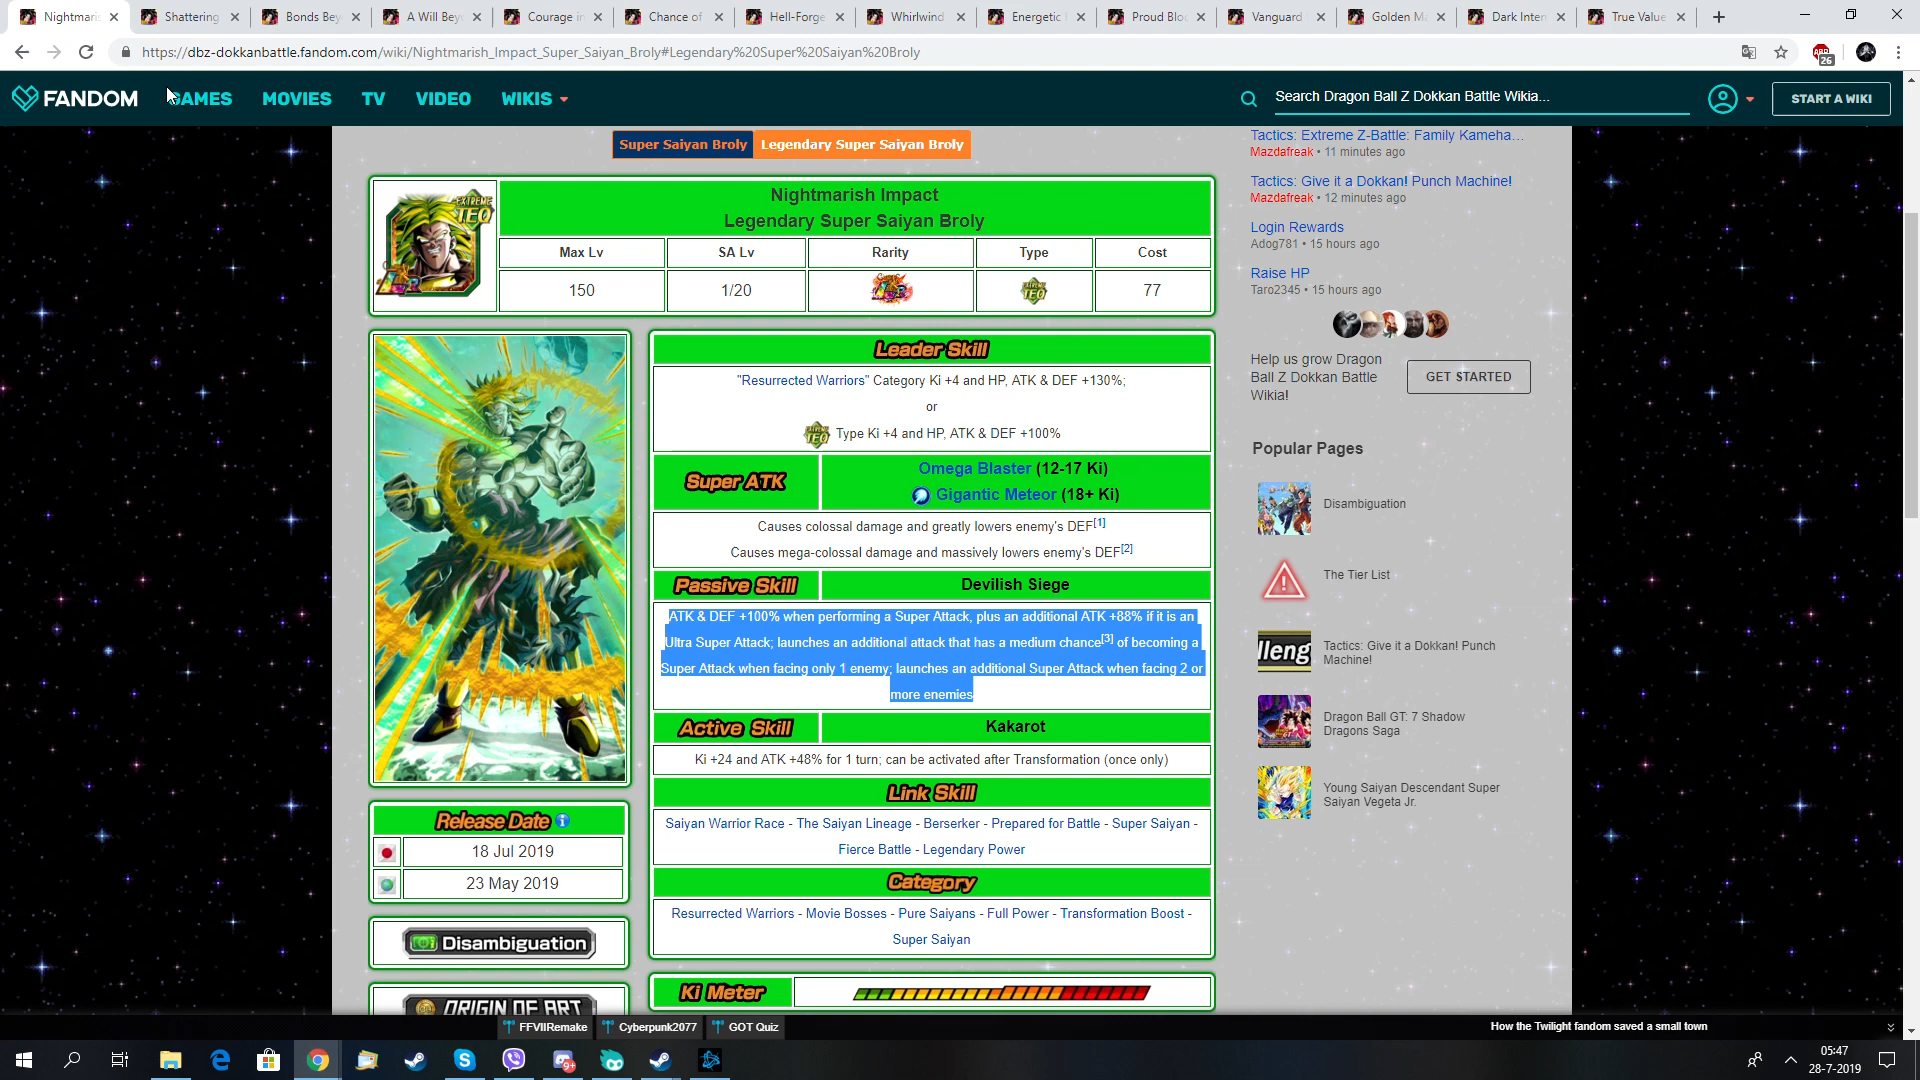 Nightmaris
Shattering
Bonds Bey
A Will Bey
Courage in
Chance of
Hell-Forge
Whirlwind
Energetic
Proud Bloo
Vanguard
Golden M
Dark Inten
True Value
https://dbz-dokkanbattle.fandom.com/wiki/Nightmarish_Impact_Super_Saiyan_Broly#Legendary%20Super%20Saiyan%20Broly
26
FANDOM
GAMES
MOVIES
TV
VIDEO
WIKIS
Search Dragon Ball Z Dokkan Battle Wikia...
START A WIKI
Super Saiyan Broly
Legendary Super Saiyan Broly
EXTREME TEQ
LR
Nightmarish Impact
Legendary Super Saiyan Broly
Max Lv
SA Lv
Rarity
Type
Cost
150
1/20
LR
EXTREME TEQ
77
Leader Skill
"Resurrected Warriors" Category Ki +4 and HP, ATK & DEF +130%;
or
EXTREME TEQ Type Ki +4 and HP, ATK & DEF +100%
Super ATK
Omega Blaster (12-17 Ki)
Gigantic Meteor (18+ Ki)
Causes colossal damage and greatly lowers enemy's DEF[1]
Causes mega-colossal damage and massively lowers enemy's DEF[2]
Passive Skill
Devilish Siege
ATK & DEF +100% when performing a Super Attack, plus an additional ATK +88% if it is an
Ultra Super Attack; launches an additional attack that has a medium chance[3] of becoming a
Super Attack when facing only 1 enemy; launches an additional Super Attack when facing 2 or
more enemies
Active Skill
Kakarot
Ki +24 and ATK +48% for 1 turn; can be activated after Transformation (once only)
Link Skill
Saiyan Warrior Race - The Saiyan Lineage - Berserker - Prepared for Battle - Super Saiyan -
Fierce Battle - Legendary Power
Category
Resurrected Warriors - Movie Bosses - Pure Saiyans - Full Power - Transformation Boost -
Super Saiyan
Ki Meter
Release Date
18 Jul 2019
23 May 2019
Disambiguation
ORIGIN OF ART
Tactics: Extreme Z-Battle: Family Kameha...
Mazdafreak • 11 minutes ago
Tactics: Give it a Dokkan! Punch Machine!
Mazdafreak • 12 minutes ago
Login Rewards
Adog781 • 15 hours ago
Raise HP
Taro2345 • 15 hours ago
Help us grow Dragon
Ball Z Dokkan Battle
Wikia!
GET STARTED
Popular Pages
Disambiguation
The Tier List
lleng
Tactics: Give it a Dokkan! Punch
Machine!
Dragon Ball GT: 7 Shadow
Dragons Saga
Young Saiyan Descendant Super
Saiyan Vegeta Jr.
FFVIIRemake
Cyberpunk2077
GOT Quiz
How the Twilight fandom saved a small town
9+
05:47
28-7-2019